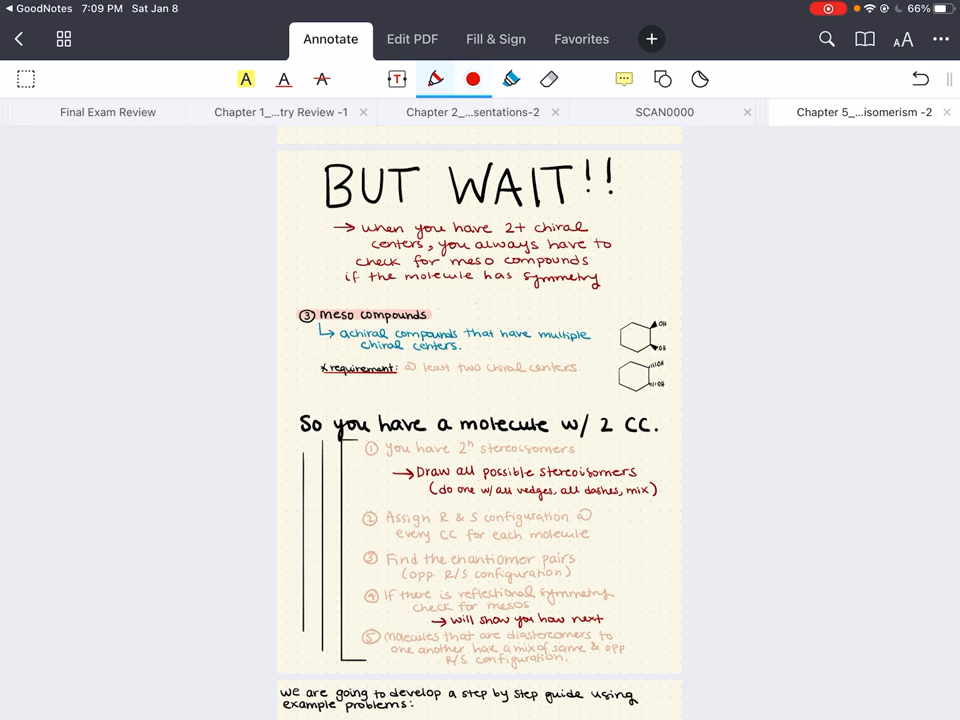 GoodNotes 7:09 PM Sat Jan 8 66%
Annotate Edit PDF Fill & Sign Favorites
Final Exam Review Chapter 1_...try Review -1 Chapter 2_...sentations-2 SCAN0000 Chapter 5_...isomerism -2
BUT WAIT!!
→ when you have 2+ chiral
centers, you always have to
check for meso compounds
if the molecule has symmetry
③ meso compounds
↳ achiral compounds that have multiple
chiral centers.
* requirement: @ least two chiral centers
OH
OH
OH
OH
So you have a molecule w/ 2 CC.
① you have 2ⁿ stereoisomers
→ Draw all possible stereoisomers
(do one w/ all wedges, all dashes, mix)
② Assign R & S configuration @
every CC for each molecule
③ Find the enantiomer pairs
(opp. R/S configuration)
④ If there is reflectional symmetry
check for mesos
→ will show you how next
⑤ molecules that are diastereomers to
one another have a mix of same & opp
R/S configuration.
we are going to develop a step by step guide using
example problems: